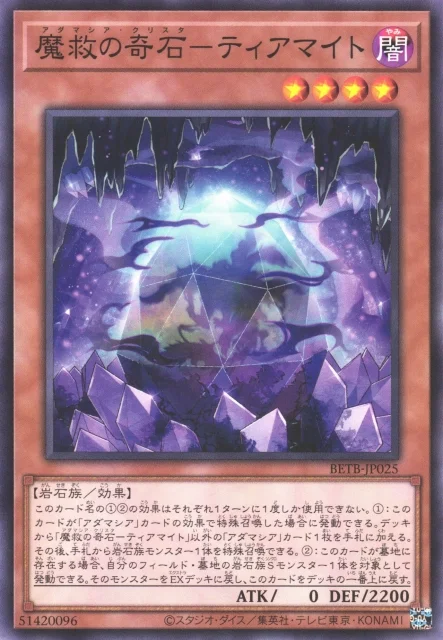 アダマシア・クリスタ
魔救の奇石－ティアマイト
やみ
闇
BETB-JP025
【岩石族／効果】
このカード名の①②の効果はそれぞれ1ターンに1度しか使用できない。①：この
カードが「アダマシア」カードの効果で特殊召喚した場合に発動できる。デッキ
から「魔救の奇石－ティアマイト」以外の「アダマシア」カード1枚を手札に加える。
その後、手札から岩石族モンスター1体を特殊召喚できる。②：このカードが墓地に
存在する場合、自分のフィールド・墓地の岩石族Sモンスター1体を対象として
発動できる。そのモンスターをEXデッキに戻し、このカードをデッキの一番上に戻す。
ATK/ 0 DEF/2200
51420096 ©スタジオ・ダイス／集英社・テレビ東京・KONAMI